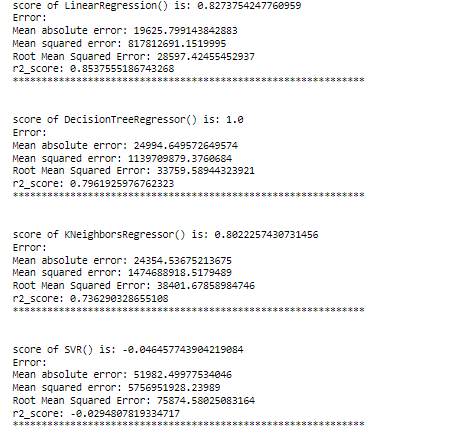 score of LinearRegression() is: 0.8273754247760959
Error:
Mean absolute error: 19625.799143842883
Mean squared error: 817812691.1519995
Root Mean Squared Error: 28597.42455452937
r2_score: 0.8537555186743268
*************************************************************
score of DecisionTreeRegressor() is: 1.0
Error:
Mean absolute error: 24994.649572649574
Mean squared error: 1139709879.3760684
Root Mean Squared Error: 33759.58944323921
r2_score: 0.7961925976762323
*************************************************************
score of KNeighborsRegressor() is: 0.8022257430731456
Error:
Mean absolute error: 24354.53675213675
Mean squared error: 1474688918.5179489
Root Mean Squared Error: 38401.67858984746
r2_score: 0.736290328655108
*************************************************************
score of SVR() is: -0.046457743904219084
Error:
Mean absolute error: 51982.49977534046
Mean squared error: 5756951928.23989
Root Mean Squared Error: 75874.58025083164
r2_score: -0.0294807819334717
*************************************************************